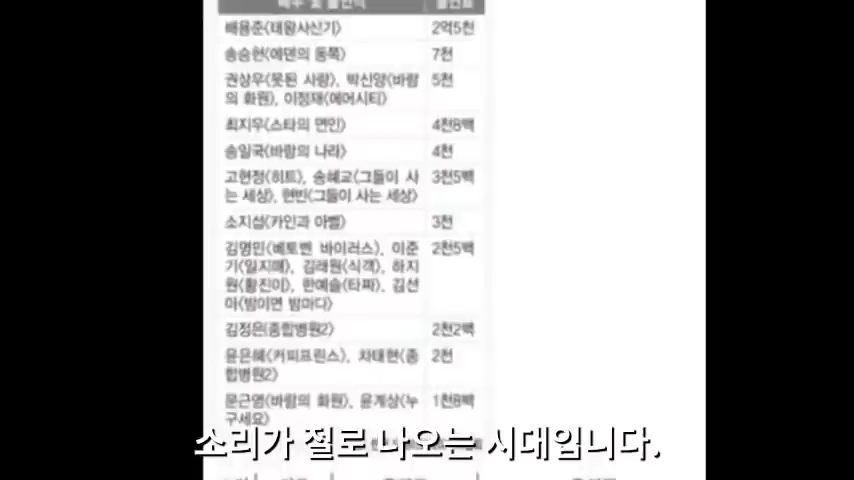 배용준(태왕사신기) 2억5천
송승헌(에덴의 동쪽) 7천
권상우(못된 사랑), 박신양(바람 5천
의 화원), 이정재(에어시티)
최지우(스타의 연인) 4천8백
송일국(바람의 나라) 4천
고현정(히트), 송혜교(그들이 사 3천5백
는 세상), 현빈(그들이 사는 세상)
소지섭(카인과 아벨) 3천
김명민(베토벤 바이러스), 이준 2천5백
기(일지매), 김래원(식객), 하지
원(황진이), 한예슬(타짜), 김선
아(밤이면 밤마다)
김정은(종합병원2) 2천2백
윤은혜(커피프린스), 차태현(종 2천
합병원2)
문근영(바람의 화원), 윤계상(누 1천8백
구세요)
소리가 절로 나오는 시대입니다.